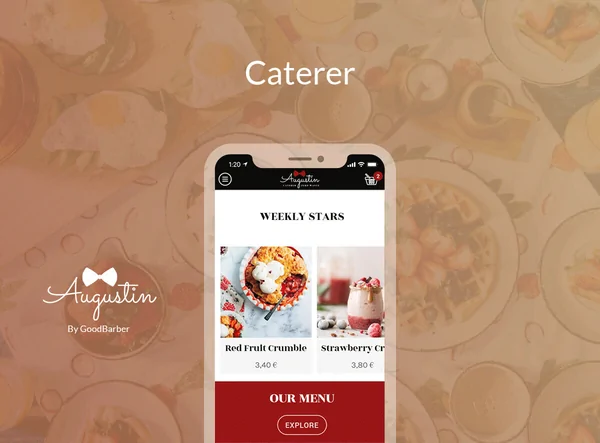 Caterer
1:20
Augustin
2
WEEKLY STARS
Red Fruit Crumble
Strawberry Cr
3,40 €
3,80 €
OUR MENU
EXPLORE
Augustin
By GoodBarber